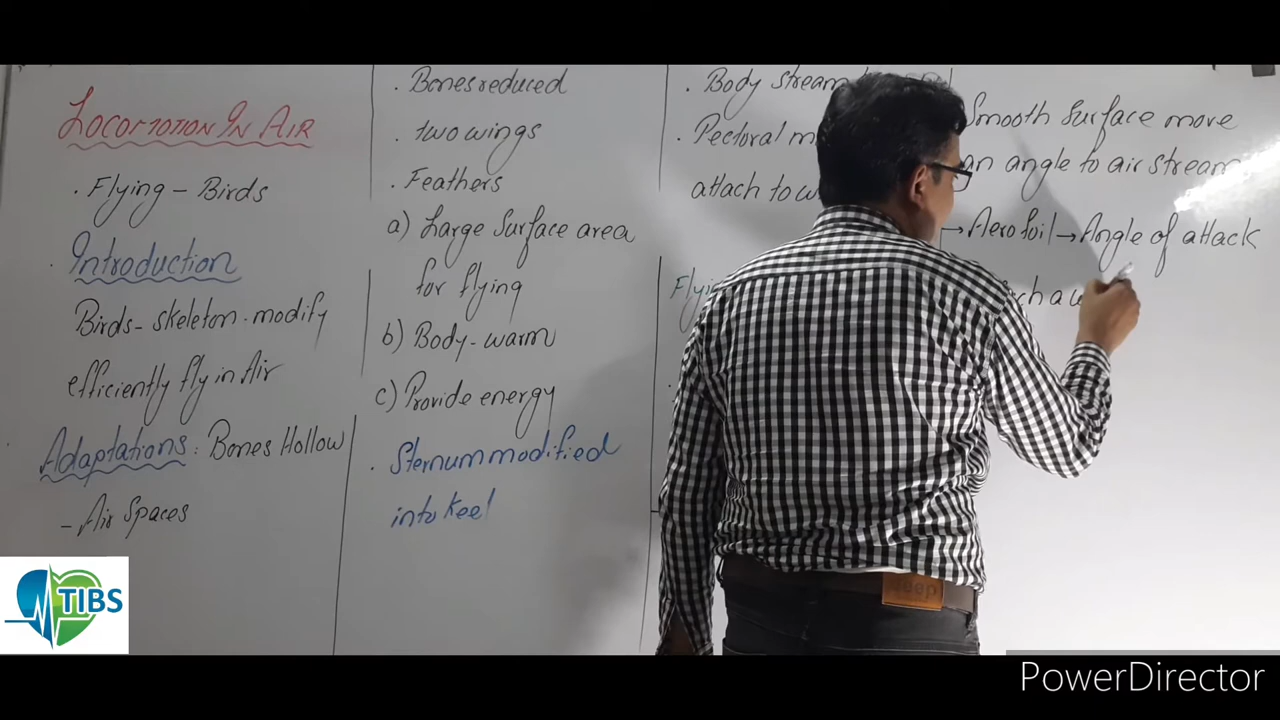 LOCOMOTION IN AIR
. Flying - Birds
. Introduction
Birds - skeleton - modify
efficiently fly in Air
. Adaptations : Bones Hollow
- Air Spaces
. Bones reduced
. two wings
. Feathers
a) Large Surface area
for flying
b) Body - warm
c) Provide energy
. Sternum modified
into keel
. Body
. Pectoral
attach to
Smooth Surface move
an angle to air stream
→ Aerofoil → Angle of attack
TIBS
PowerDirector